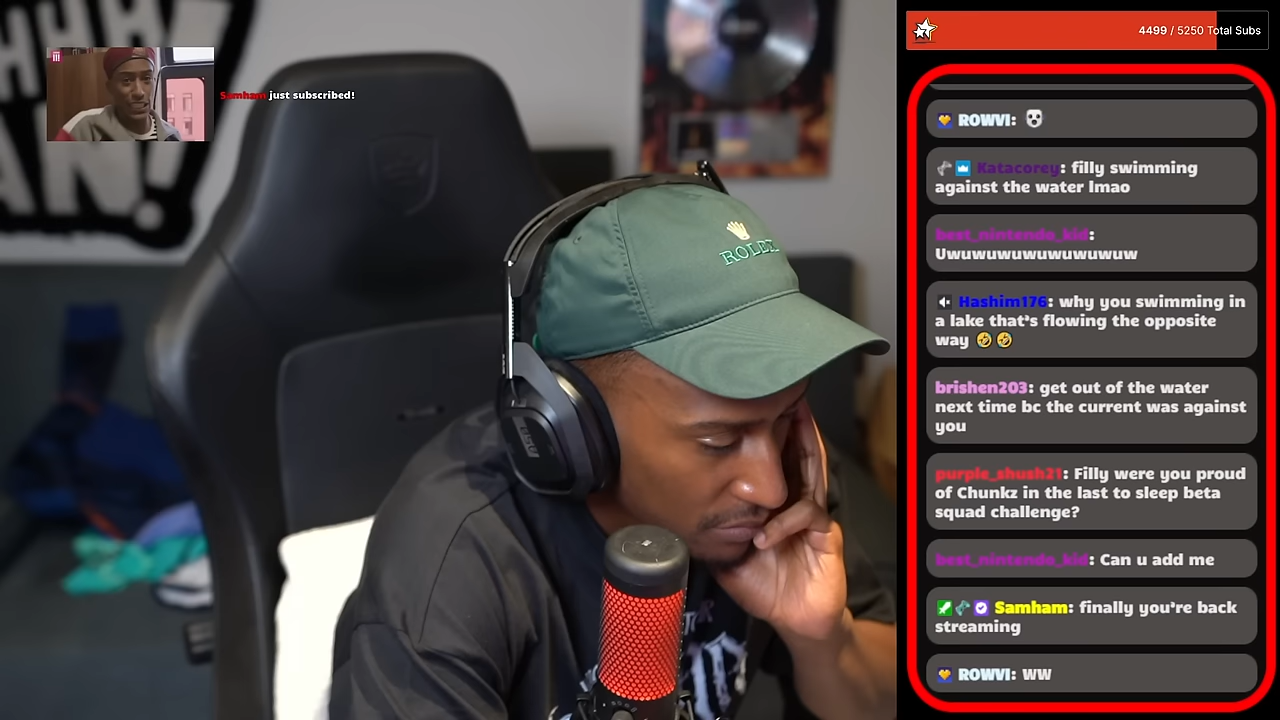 HHH
AN!
Samham just subscribed!
ROLEX
4499 / 5250 Total Subs
ROWVI:
Katacorey: filly swimming
against the water lmao
best_nintendo_kid:
Uwuwuwuwuwuwuwuwuw
Hashim176: why you swimming in
a lake that's flowing the opposite
way 🤣🤣
brishen203: get out of the water
next time bc the current was against
you
purple_shush21: Filly were you proud
of Chunkz in the last to sleep beta
squad challenge?
best_nintendo_kid: Can u add me
Samham: finally you're back
streaming
ROWVI: WW